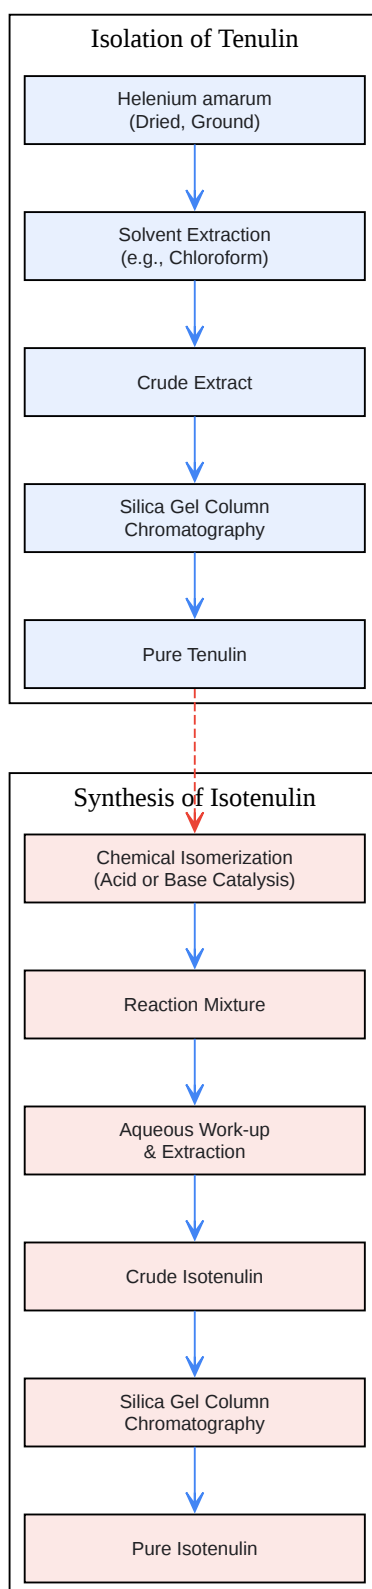 Isolation of Tenulin
Helenium amarum
(Dried, Ground)
Solvent Extraction
(e.g., Chloroform)
Crude Extract
Silica Gel Column
Chromatography
Pure Tenulin
Synthesis of Isotenulin
Chemical Isomerization
(Acid or Base Catalysis)
Reaction Mixture
Aqueous Work-up
& Extraction
Crude Isotenulin
Silica Gel Column
Chromatography
Pure Isotenulin